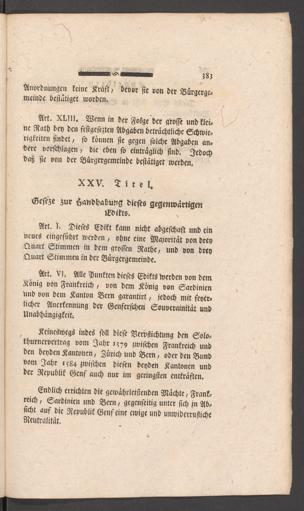 383
Anordnungen keine Kraft, bevor sie von der Bürgerge-
meinde bestätiget worden.
Art. XLIII. Wenn in der Folge der grosse und klei-
ne Rath bey den festgesezten Abgaben beträchtliche Schwie-
rigkeiten findet, so können sie gegen solche Abgaben an-
dere vorschlagen, die eben so einträglich sind. Jedoch
daß sie von der Bürgergemeinde bestätiget werden.
XXV. Titel.
Gesetze zur Handhabung dieses gegenwärtigen
Edikts.
Art. I. Dieses Edikt kann nicht abgeschaft und ein
neues eingeführet werden, ohne eine Majorität von drey
Quart Stimmen in dem grossen Rathe, und von drey
Quart Stimmen in der Bürgergemeinde.
Art. VI. Alle Punkten dieses Edikts werden von dem
König von Frankreich, von dem König von Sardinien
und von dem Kanton Bern garantiert, jedoch mit feyer-
licher Anerkennung der Genferschen Souverainität und
Unabhängigkeit.
Keineswegs indes soll diese Verpflichtung den Solo-
thurnervertrag vom Jahr 1579 zwischen Frankreich und
den beyden Kantonen, Zürich und Bern, oder den Bund
vom Jahr 1584 zwischen diesen beyden Kantonen und
der Republik Genf auch nur im geringsten entkräften.
Endlich errichten die gewährleistenden Mächte, Frank-
reich, Sardinien und Bern, gegenseitig unter sich in Ab-
sicht auf die Republik Genf eine ewige und unwiderrufliche
Neutralität.